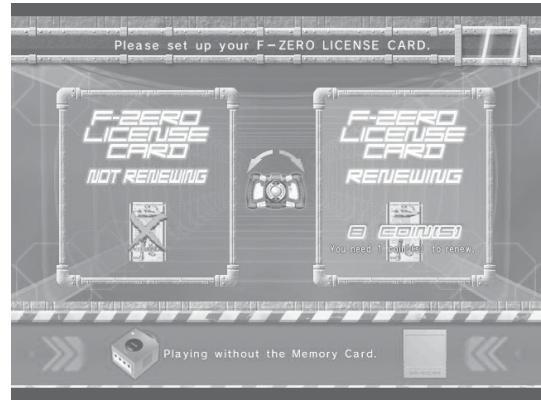 Please set up your F-ZERO LICENSE CARD.
F-ZERO
LICENSE
CARD
NOT RENEWING
F-ZERO
LICENSE
CARD
RENEWING
0 COIN(S)
You need 1 coin(s) to renew.
Playing without the Memory Card.